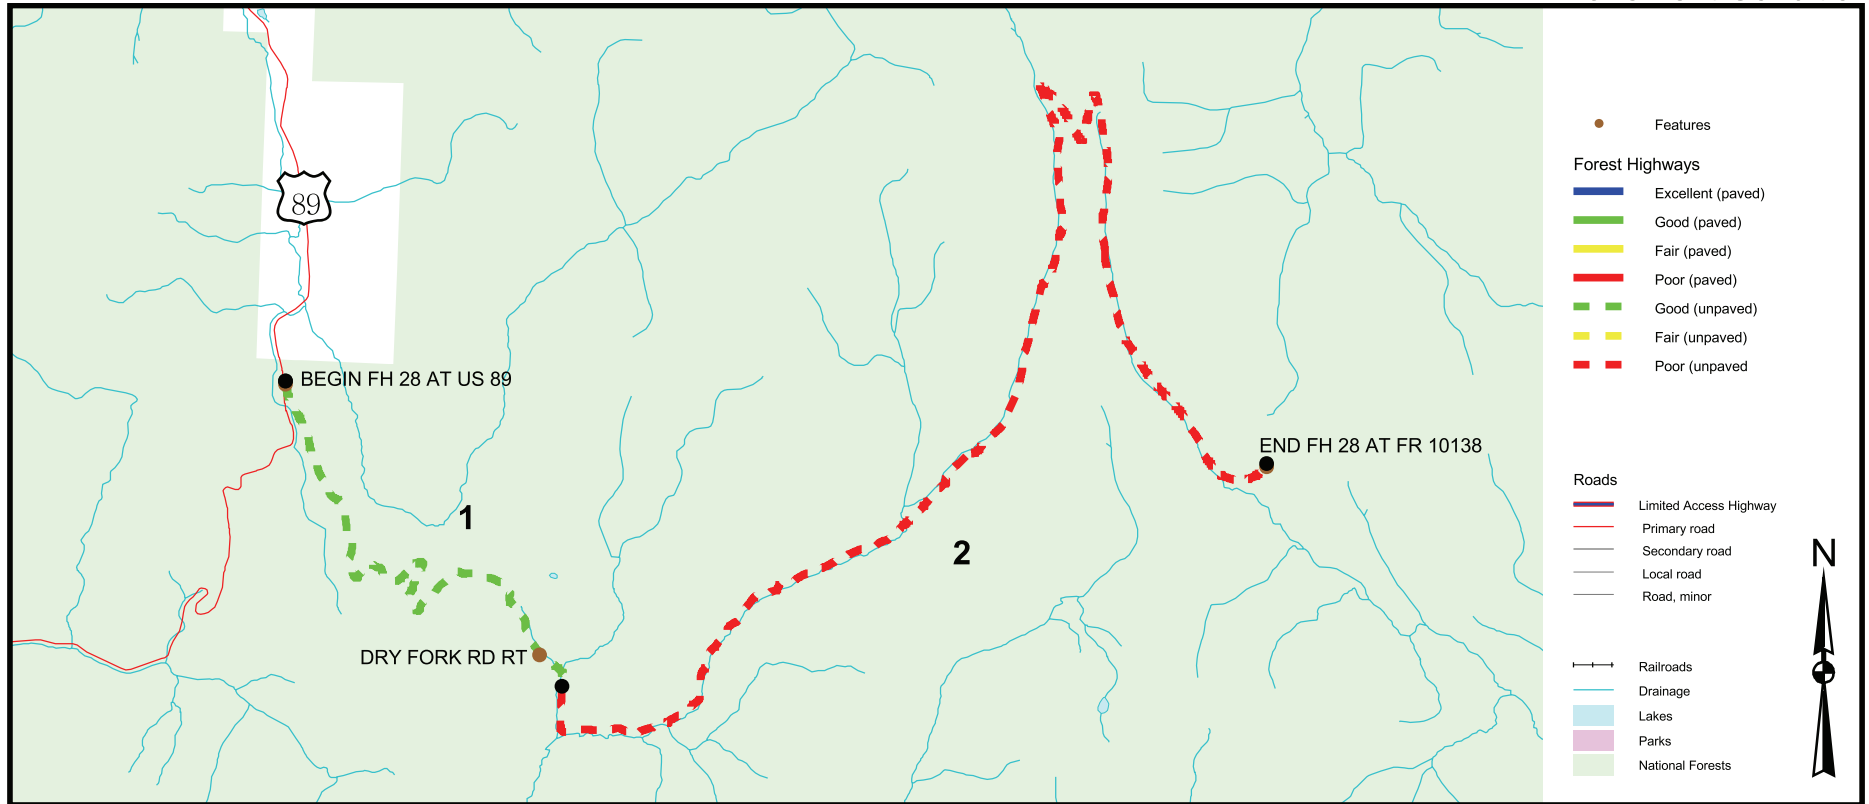 89
BEGIN FH 28 AT US 89
1
DRY FORK RD RT
2
END FH 28 AT FR 10138
Features
Forest Highways
Excellent (paved)
Good (paved)
Fair (paved)
Poor (paved)
Good (unpaved)
Fair (unpaved)
Poor (unpaved
Roads
Limited Access Highway
Primary road
Secondary road
Local road
Road, minor
N
Railroads
Drainage
Lakes
Parks
National Forests